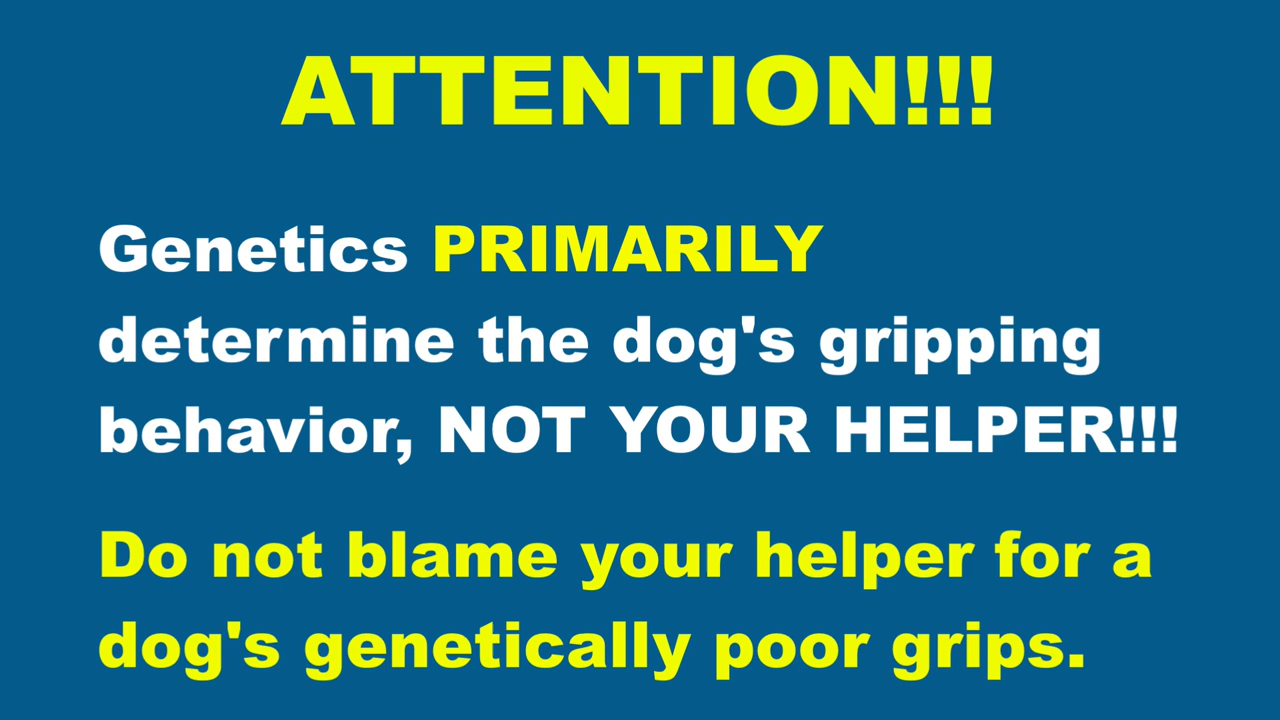 ATTENTION!!!
Genetics PRIMARILY
determine the dog's gripping
behavior, NOT YOUR HELPER!!!
Do not blame your helper for a
dog's genetically poor grips.